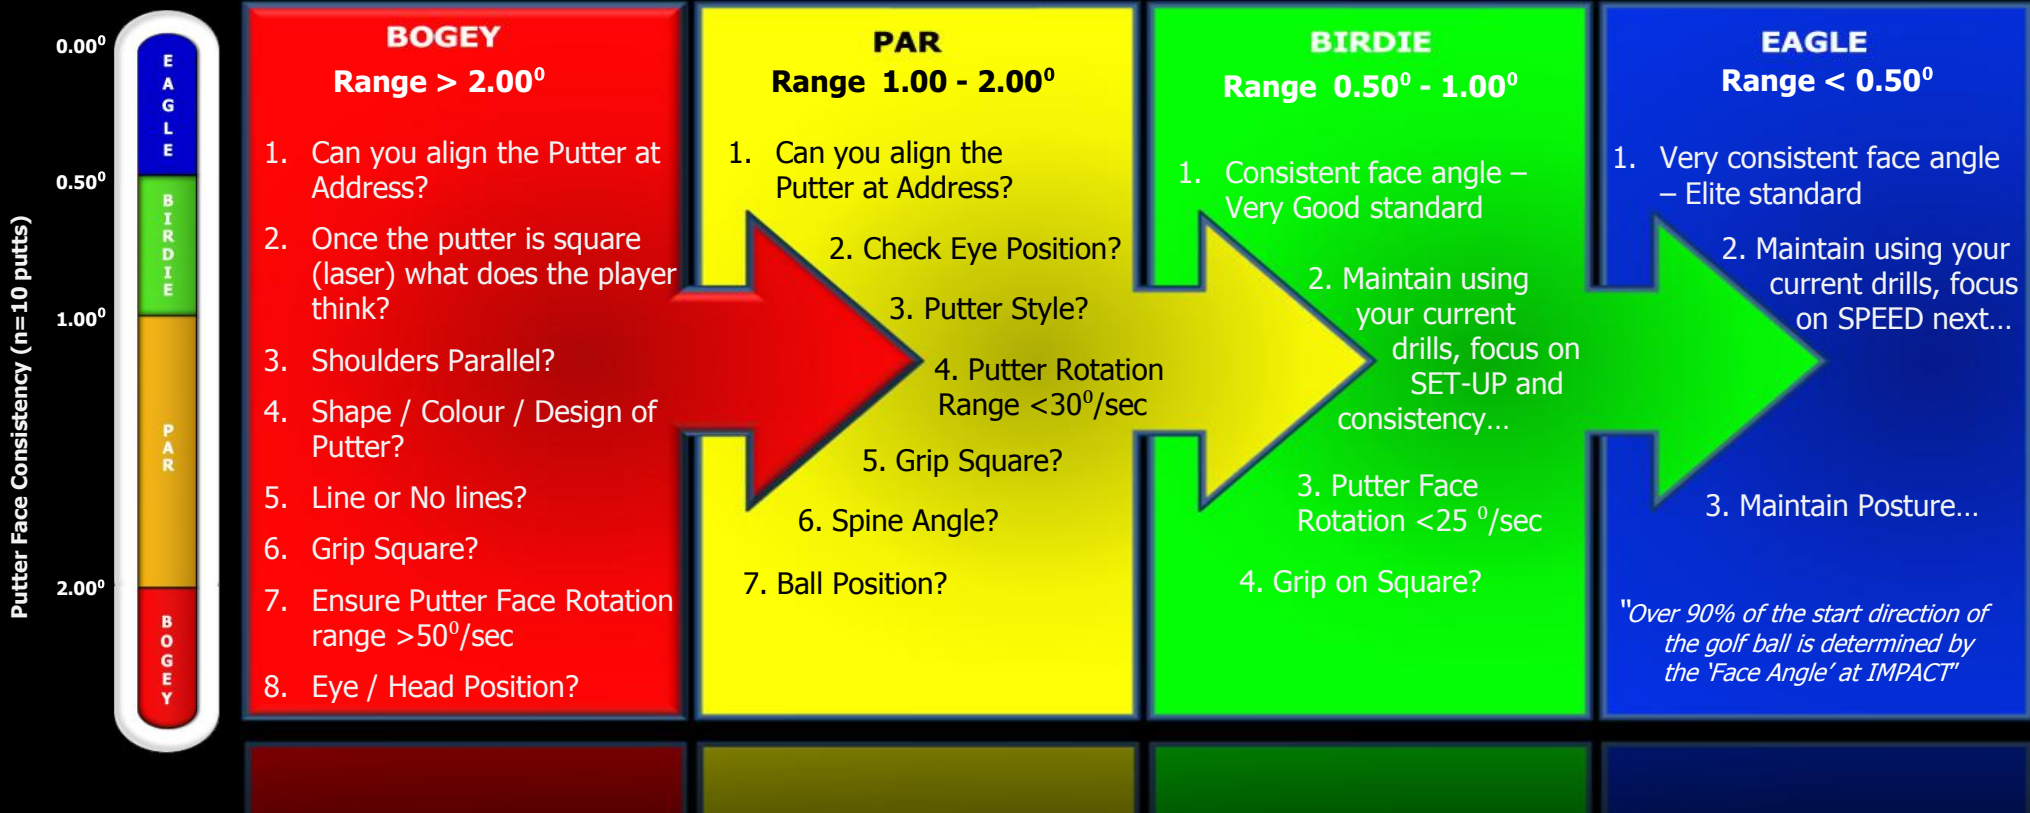 Putter Face Consistency (n=10 putts)
0.00⁰
0.50⁰
1.00⁰
2.00⁰
EAGLE
BIRDIE
PAR
BOGEY
BOGEY
Range > 2.00⁰
1. Can you align the Putter at
Address?
2. Once the putter is square
(laser) what does the player
think?
3. Shoulders Parallel?
4. Shape / Colour / Design of
Putter?
5. Line or No lines?
6. Grip Square?
7. Ensure Putter Face Rotation
range >50⁰/sec
8. Eye / Head Position?
PAR
Range 1.00 - 2.00⁰
1. Can you align the
Putter at Address?
2. Check Eye Position?
3. Putter Style?
4. Putter Rotation
Range <30⁰/sec
5. Grip Square?
6. Spine Angle?
7. Ball Position?
BIRDIE
Range 0.50⁰ - 1.00⁰
1. Consistent face angle –
Very Good standard
2. Maintain using
your current
drills, focus on
SET-UP and
consistency…
3. Putter Face
Rotation <25 ⁰/sec
4. Grip on Square?
EAGLE
Range < 0.50⁰
1. Very consistent face angle
– Elite standard
2. Maintain using your
current drills, focus
on SPEED next…
3. Maintain Posture…
"Over 90% of the start direction of
the golf ball is determined by
the ‘Face Angle’ at IMPACT"